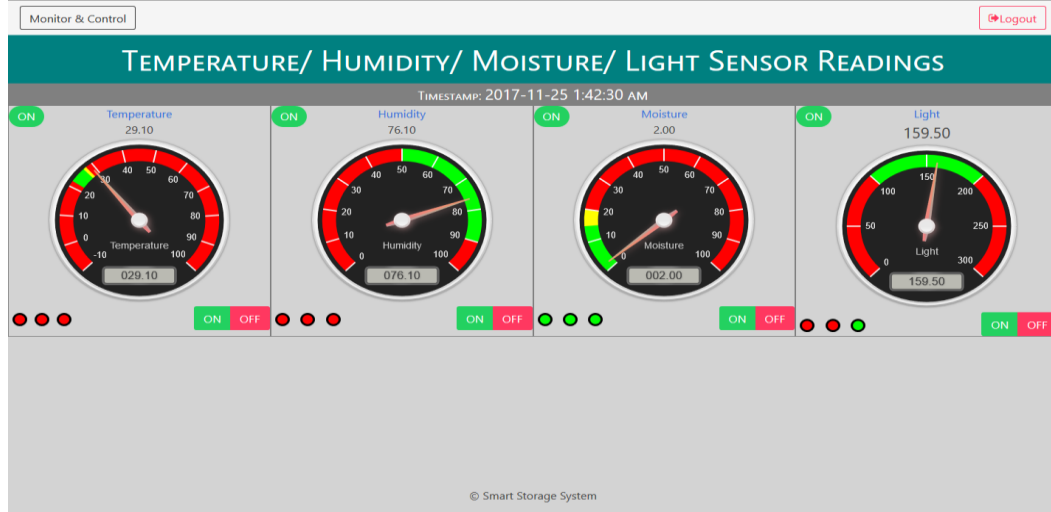 Monitor & Control
Logout
Temperature/ Humidity/ Moisture/ Light Sensor Readings
Timestamp: 2017-11-25 1:42:30 am
ON
Temperature
29.10
-10 0 10 20 30 40 50 60 70 80 90 100
Temperature
029.10
ON OFF
ON
Humidity
76.10
0 10 20 30 40 50 60 70 80 90 100
Humidity
076.10
ON OFF
ON
Moisture
2.00
0 10 20 30 40 50 60 70 80 90 100
Moisture
002.00
ON OFF
ON
Light
159.50
0 50 100 150 200 250 300
Light
159.50
ON OFF
© Smart Storage System